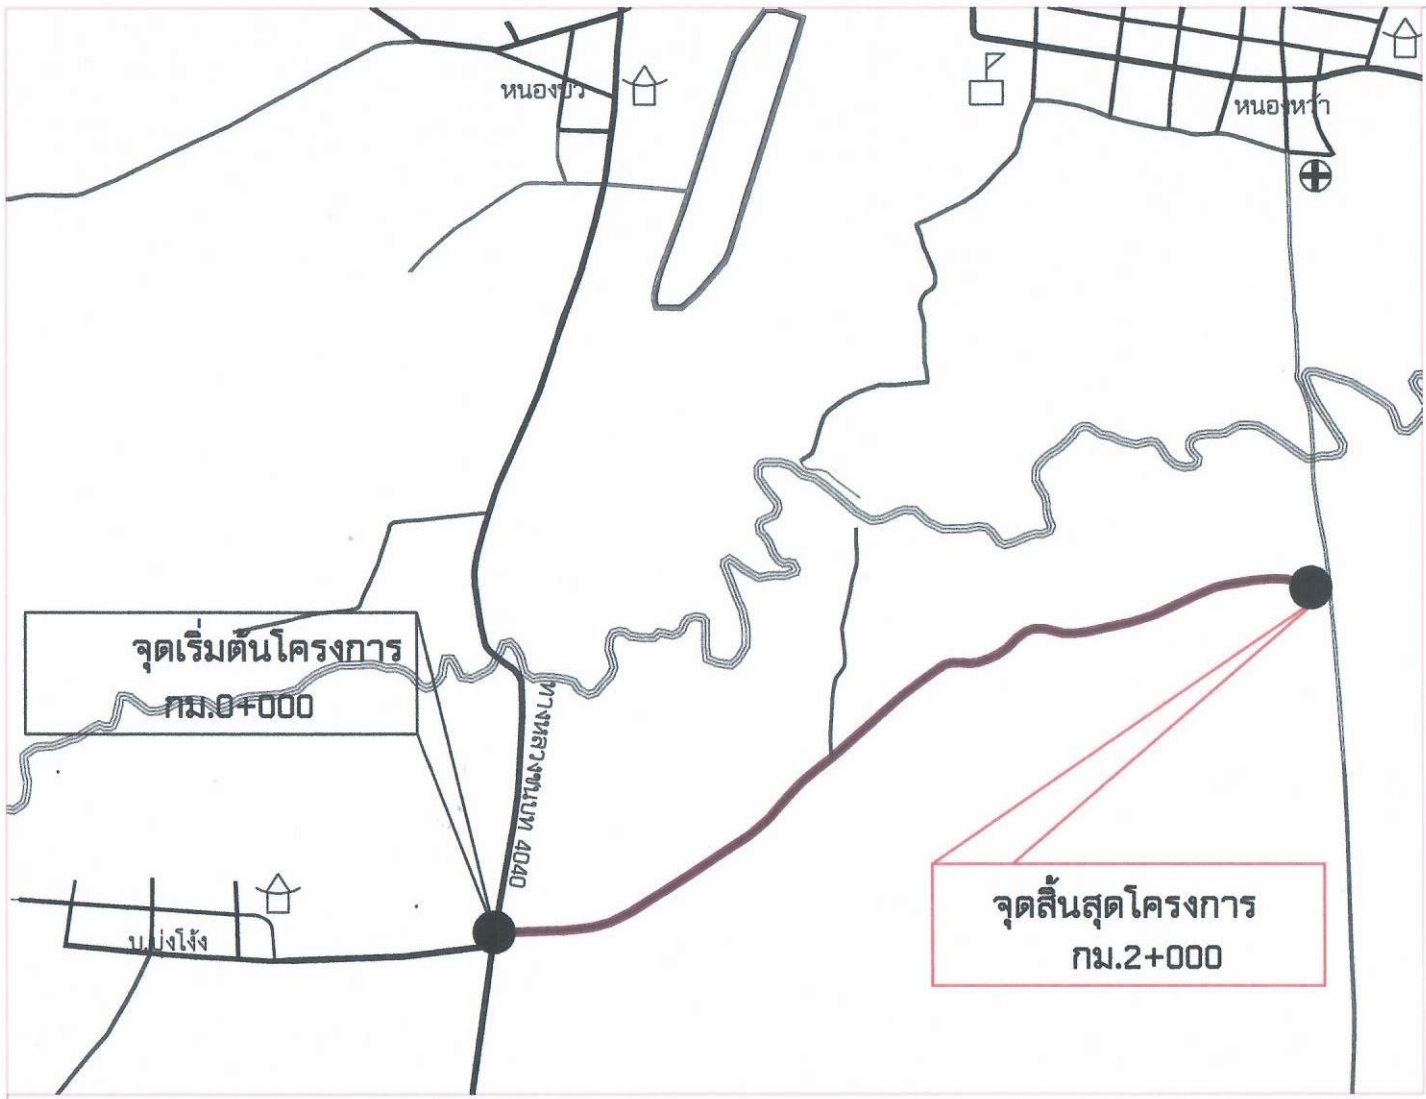 หนองบัว
หนองหว้า
จุดเริ่มต้นโครงการ
กม.0+000
ทางหลวงชนบท 4040
จุดสิ้นสุดโครงการ
กม.2+000
บ.บุ่งโง้ง